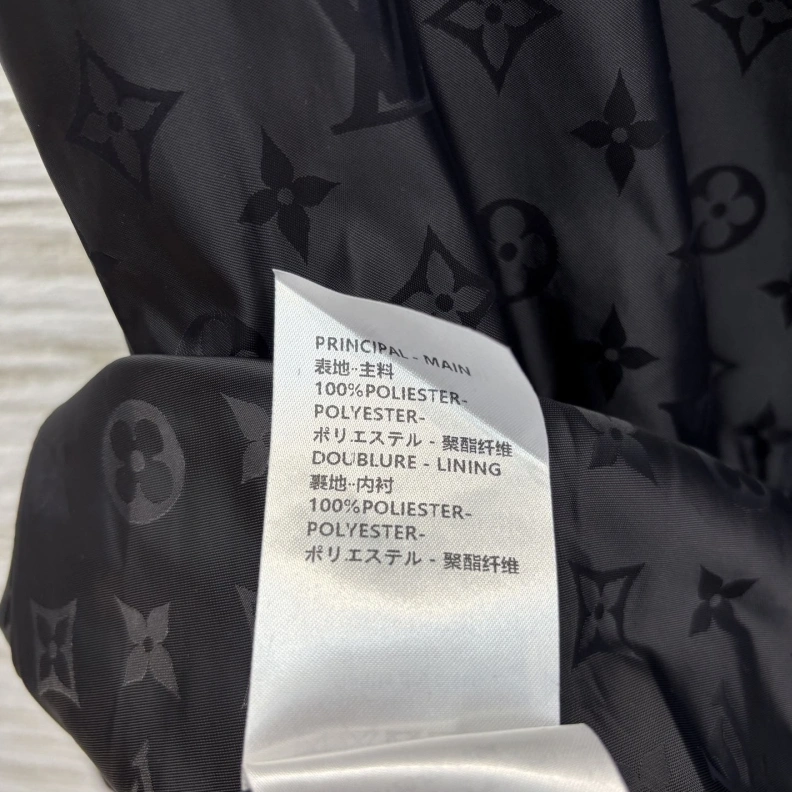 PRINCIPAL - MAIN
表地··主料
100%POLIESTER-
POLYESTER-
ポリエステル - 聚酯纤维
DOUBLURE - LINING
裏地··内衬
100%POLIESTER-
POLYESTER-
ポリエステル - 聚酯纤维